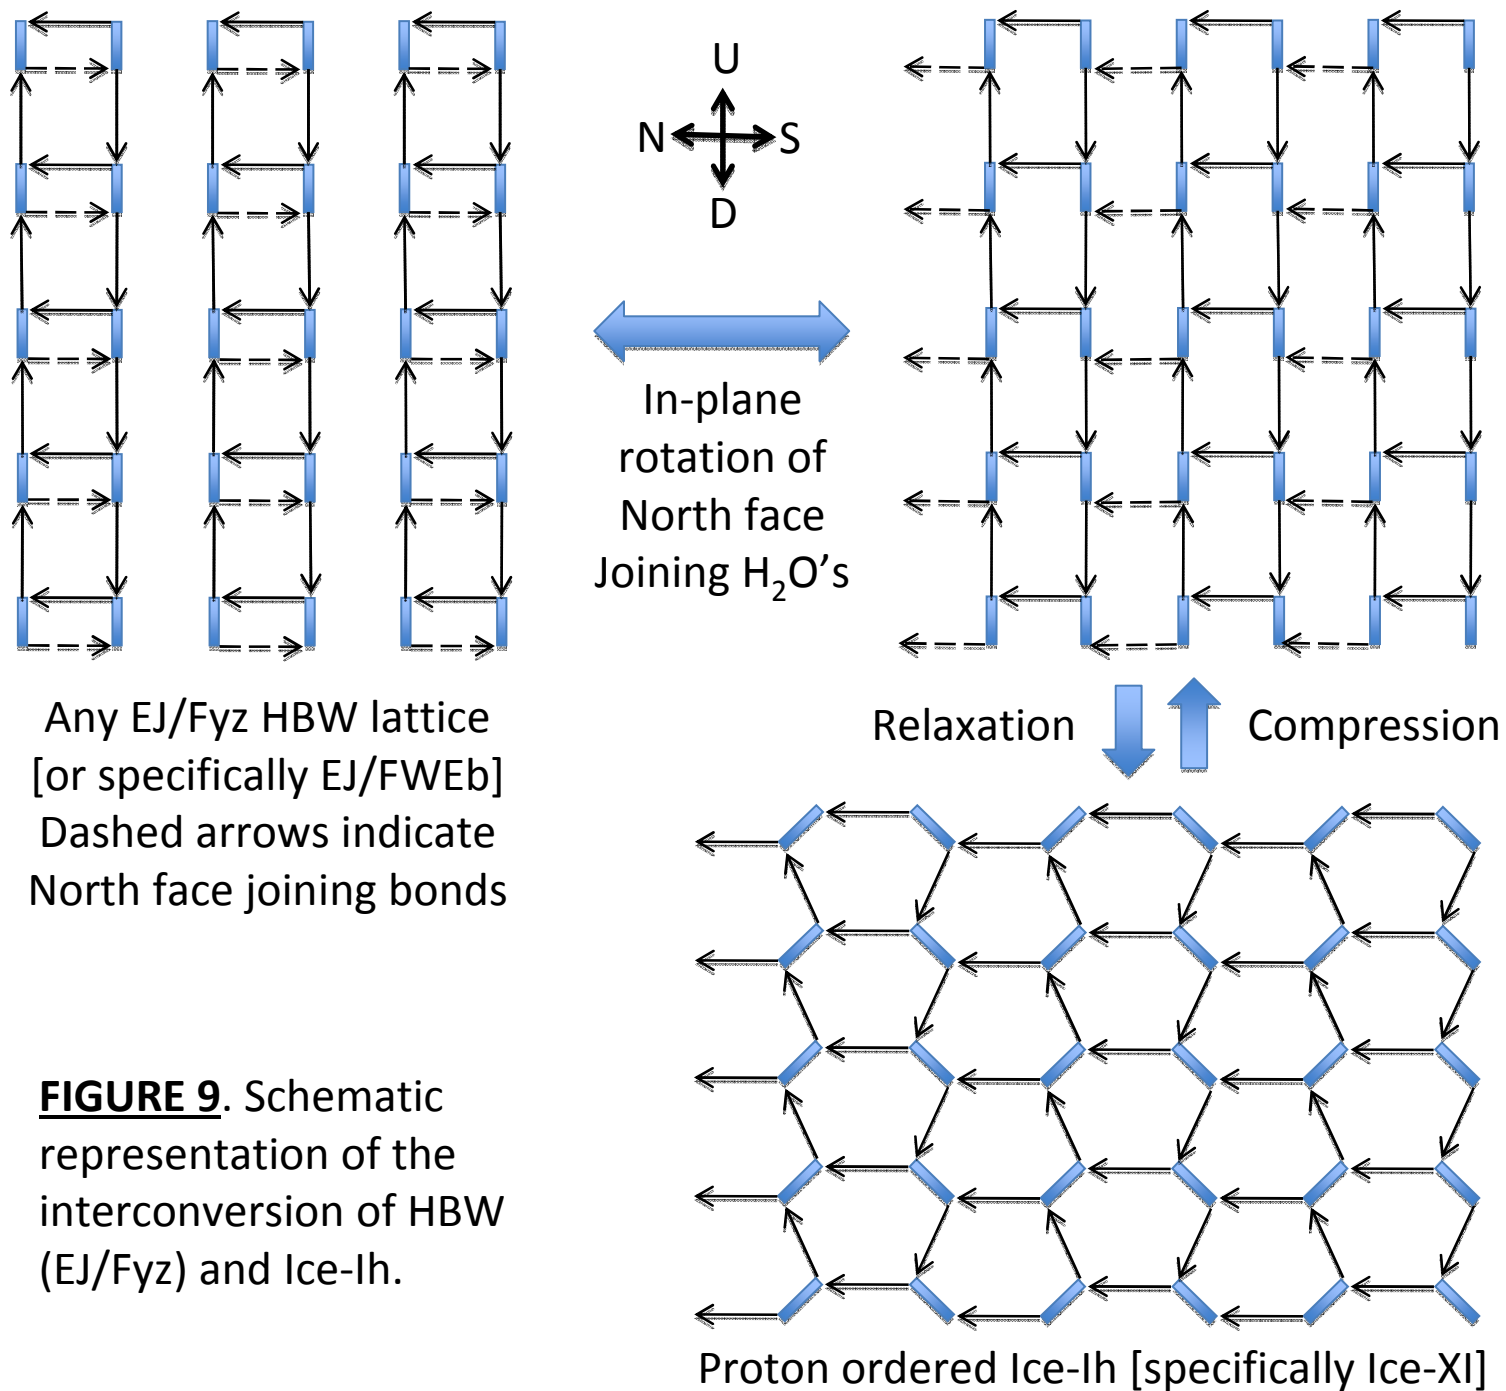 U
N S
D
In-plane
rotation of
North face
Joining H₂O's
Any EJ/Fyz HBW lattice
[or specifically EJ/FWEb]
Dashed arrows indicate
North face joining bonds
Relaxation Compression
FIGURE 9. Schematic
representation of the
interconversion of HBW
(EJ/Fyz) and Ice-Ih.
Proton ordered Ice-Ih [specifically Ice-XI]